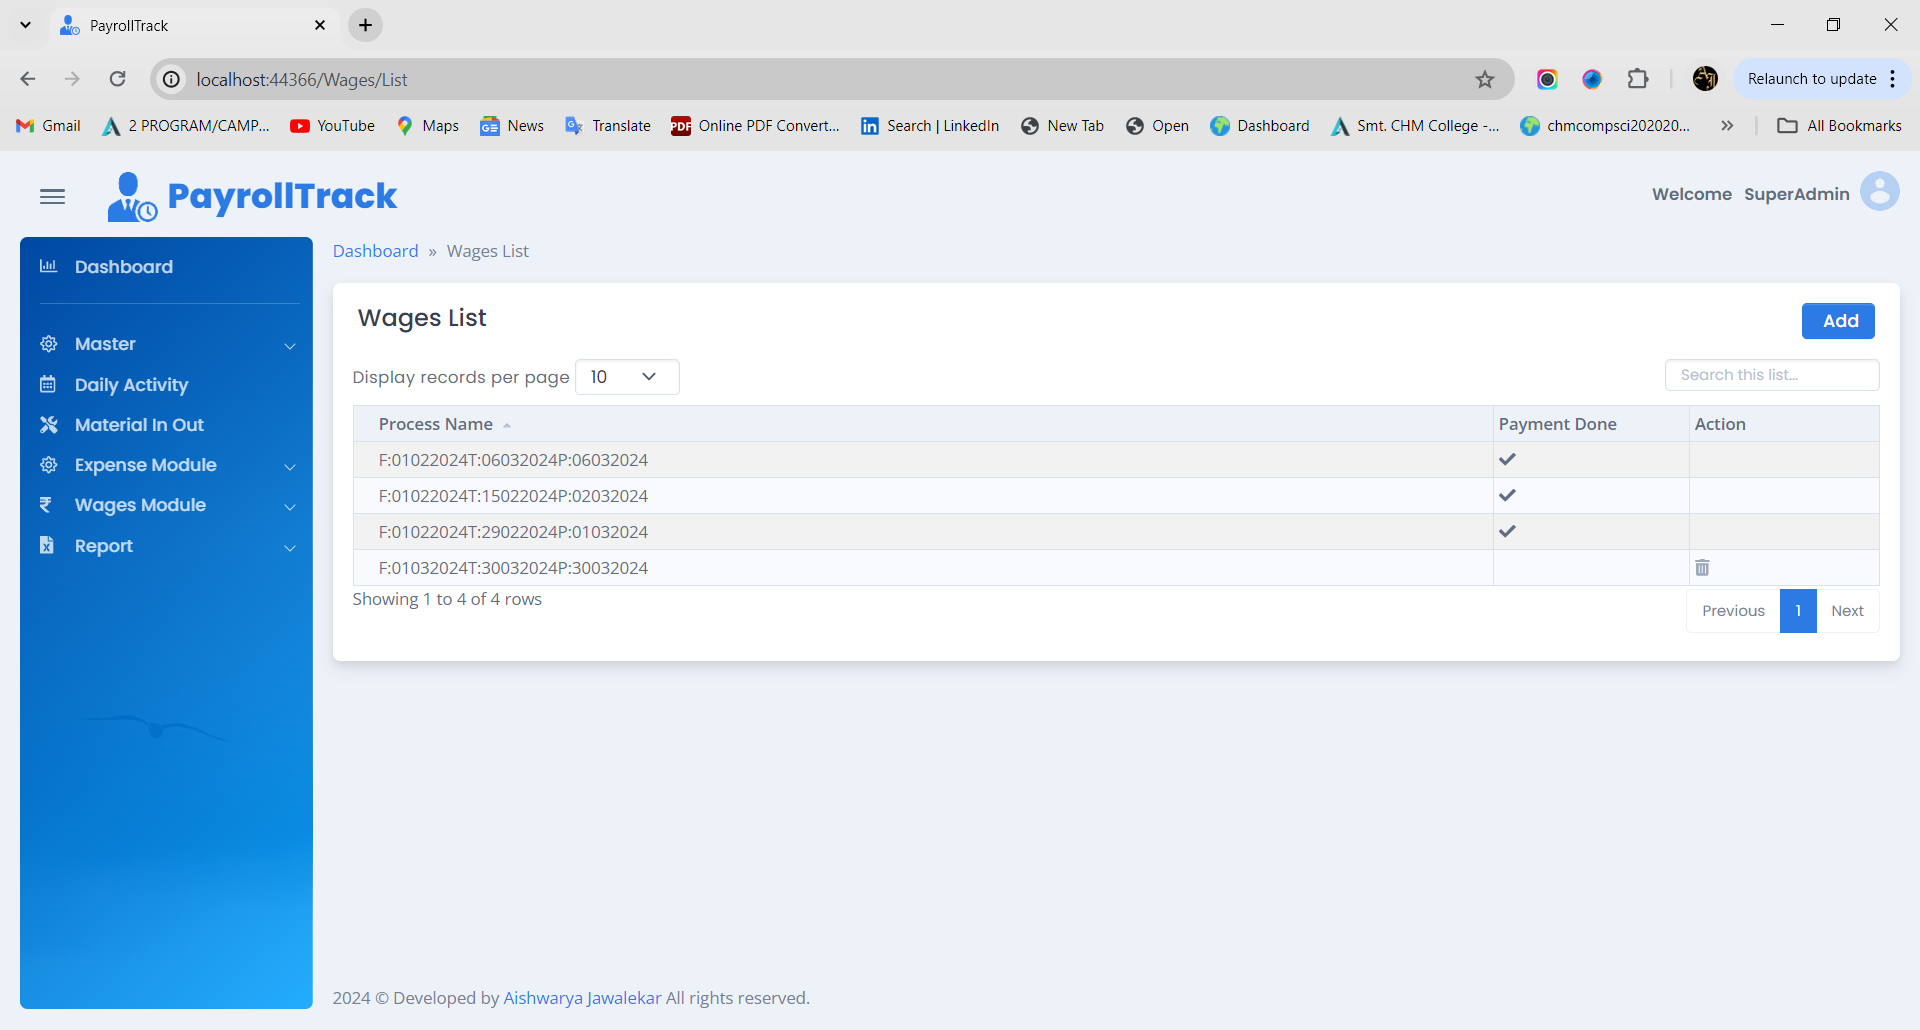 PayrollTrack
localhost:44366/Wages/List
Relaunch to update
Gmail
2 PROGRAM/CAMP...
YouTube
Maps
News
Translate
PDF Online PDF Convert...
Search | LinkedIn
New Tab
Open
Dashboard
Smt. CHM College -...
chmcompsci202020...
All Bookmarks
PayrollTrack
Welcome SuperAdmin
Dashboard
Master
Daily Activity
Material In Out
Expense Module
Wages Module
Report
Dashboard » Wages List
Wages List
Add
Display records per page 10
Search this list...
Process Name Payment Done Action
F:01022024T:06032024P:06032024
F:01022024T:15022024P:02032024
F:01022024T:29022024P:01032024
F:01032024T:30032024P:30032024
Showing 1 to 4 of 4 rows
Previous 1 Next
2024 © Developed by Aishwarya Jawalekar All rights reserved.